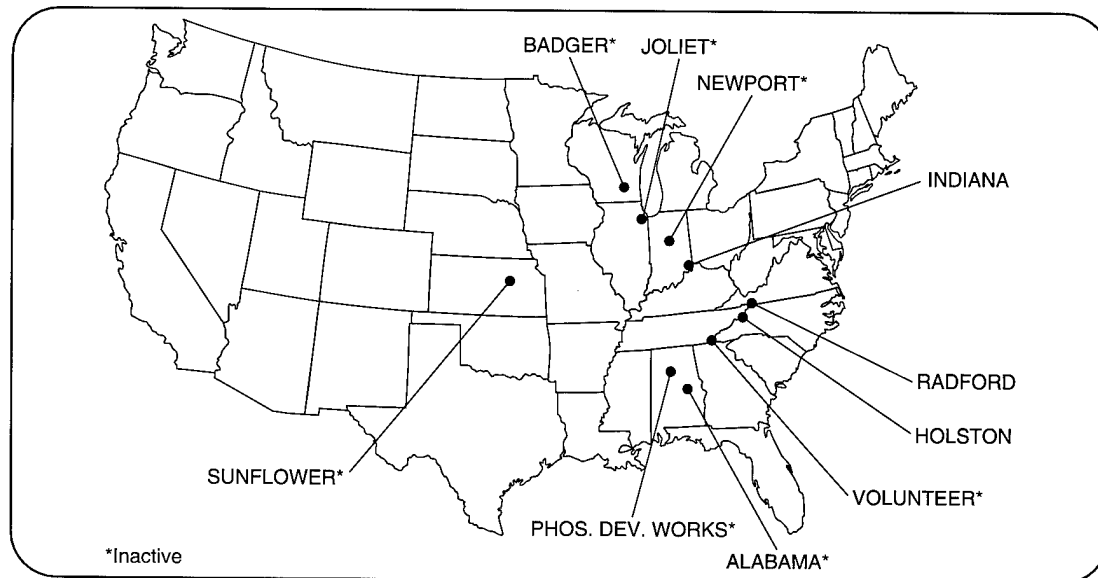 BADGER*
JOLIET*
NEWPORT*
INDIANA
RADFORD
HOLSTON
SUNFLOWER*
VOLUNTEER*
PHOS. DEV. WORKS*
ALABAMA*
*Inactive